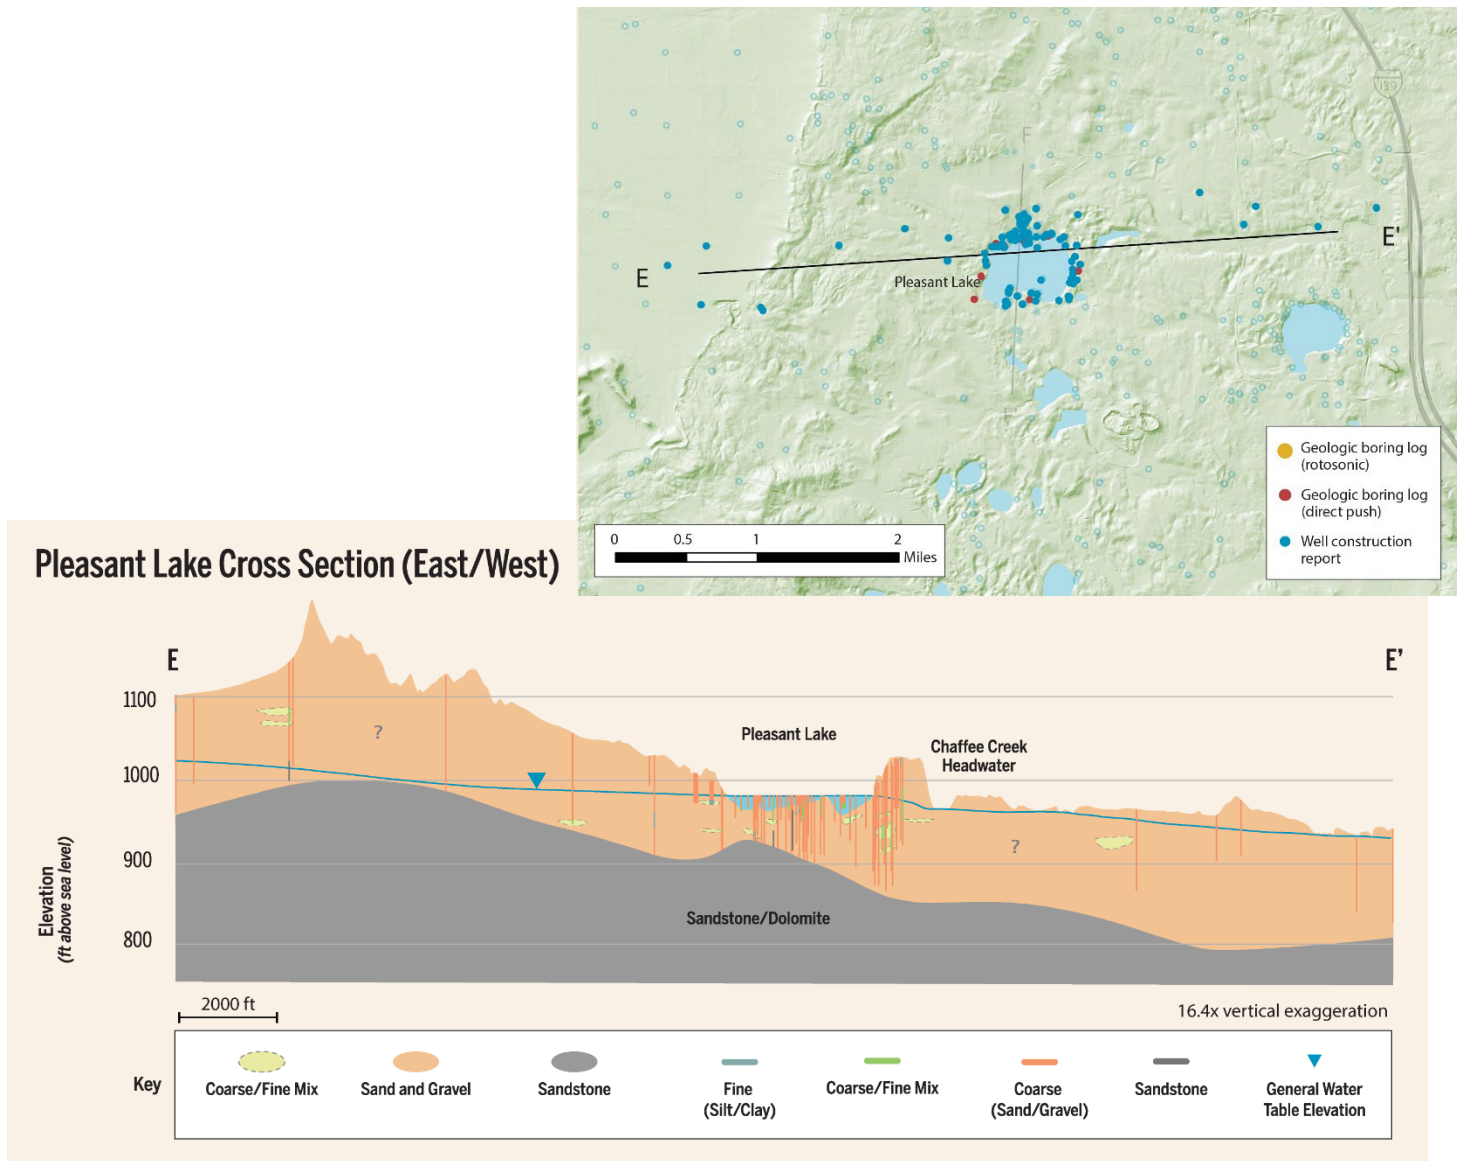 F
189
E
E'
Pleasant Lake
F'
Geologic boring log
(rotosonic)
Geologic boring log
(direct push)
Well construction
report
0 0.5 1 2
Miles
Pleasant Lake Cross Section (East/West)
E
E'
1100
1000
900
800
Elevation
(ft above sea level)
?
Pleasant Lake
Chaffee Creek
Headwater
?
Sandstone/Dolomite
2000 ft
16.4x vertical exaggeration
Key
Coarse/Fine Mix
Sand and Gravel
Sandstone
Fine
(Silt/Clay)
Coarse/Fine Mix
Coarse
(Sand/Gravel)
Sandstone
General Water
Table Elevation